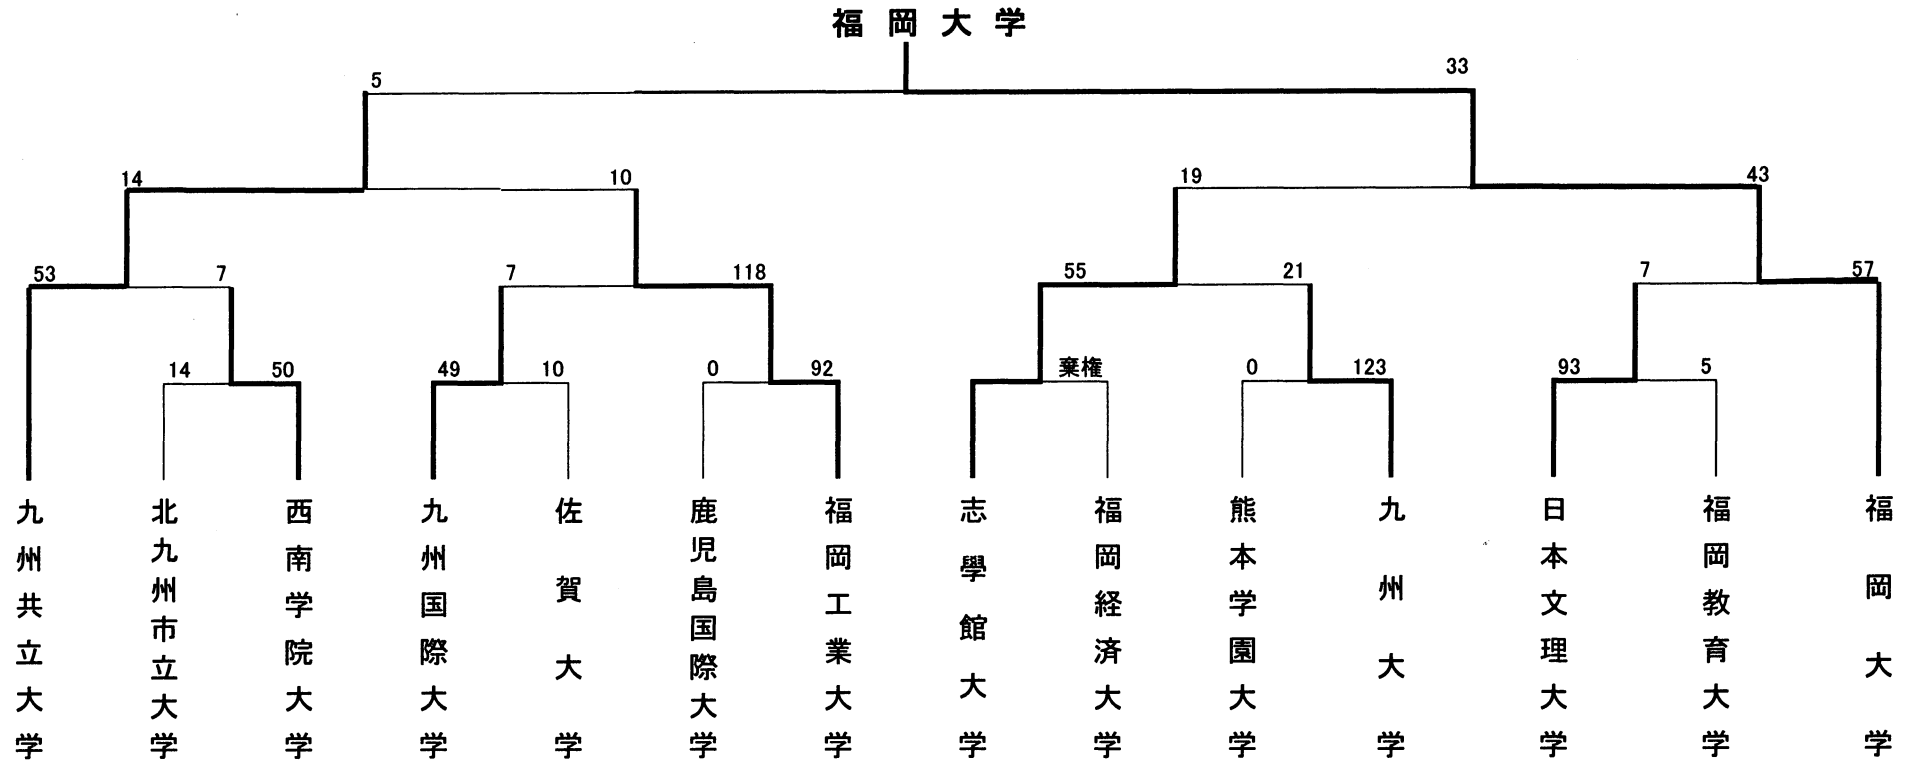 福岡大学
5 33
14 10 19 43
53 7 7 118 55 21 7 57
14 50 49 10 0 92 棄権 0 123 93 5
九州共立大学
北九州市立大学
西南学院大学
九州国際大学
佐賀大学
鹿児島国際大学
福岡工業大学
志學館大学
福岡経済大学
熊本学園大学
九州大学
日本文理大学
福岡教育大学
福岡大学